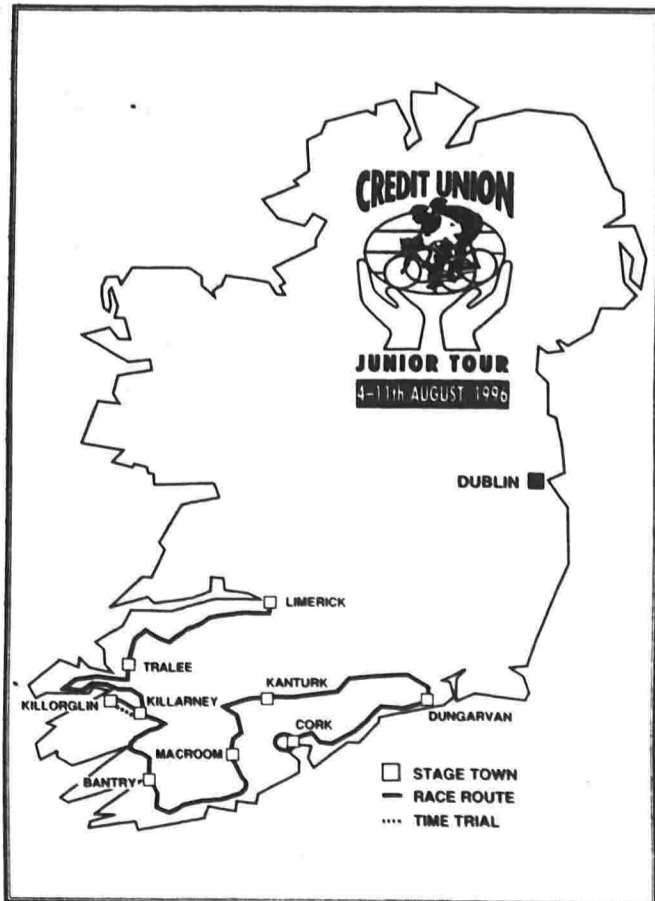 CREDIT UNION
JUNIOR TOUR
4-11th AUGUST, 1996
DUBLIN
LIMERICK
TRALEE
KANTURK
KILLORGLIN
KILLARNEY
DUNGARVAN
CORK
MACROOM
BANTRY
STAGE TOWN
RACE ROUTE
TIME TRIAL